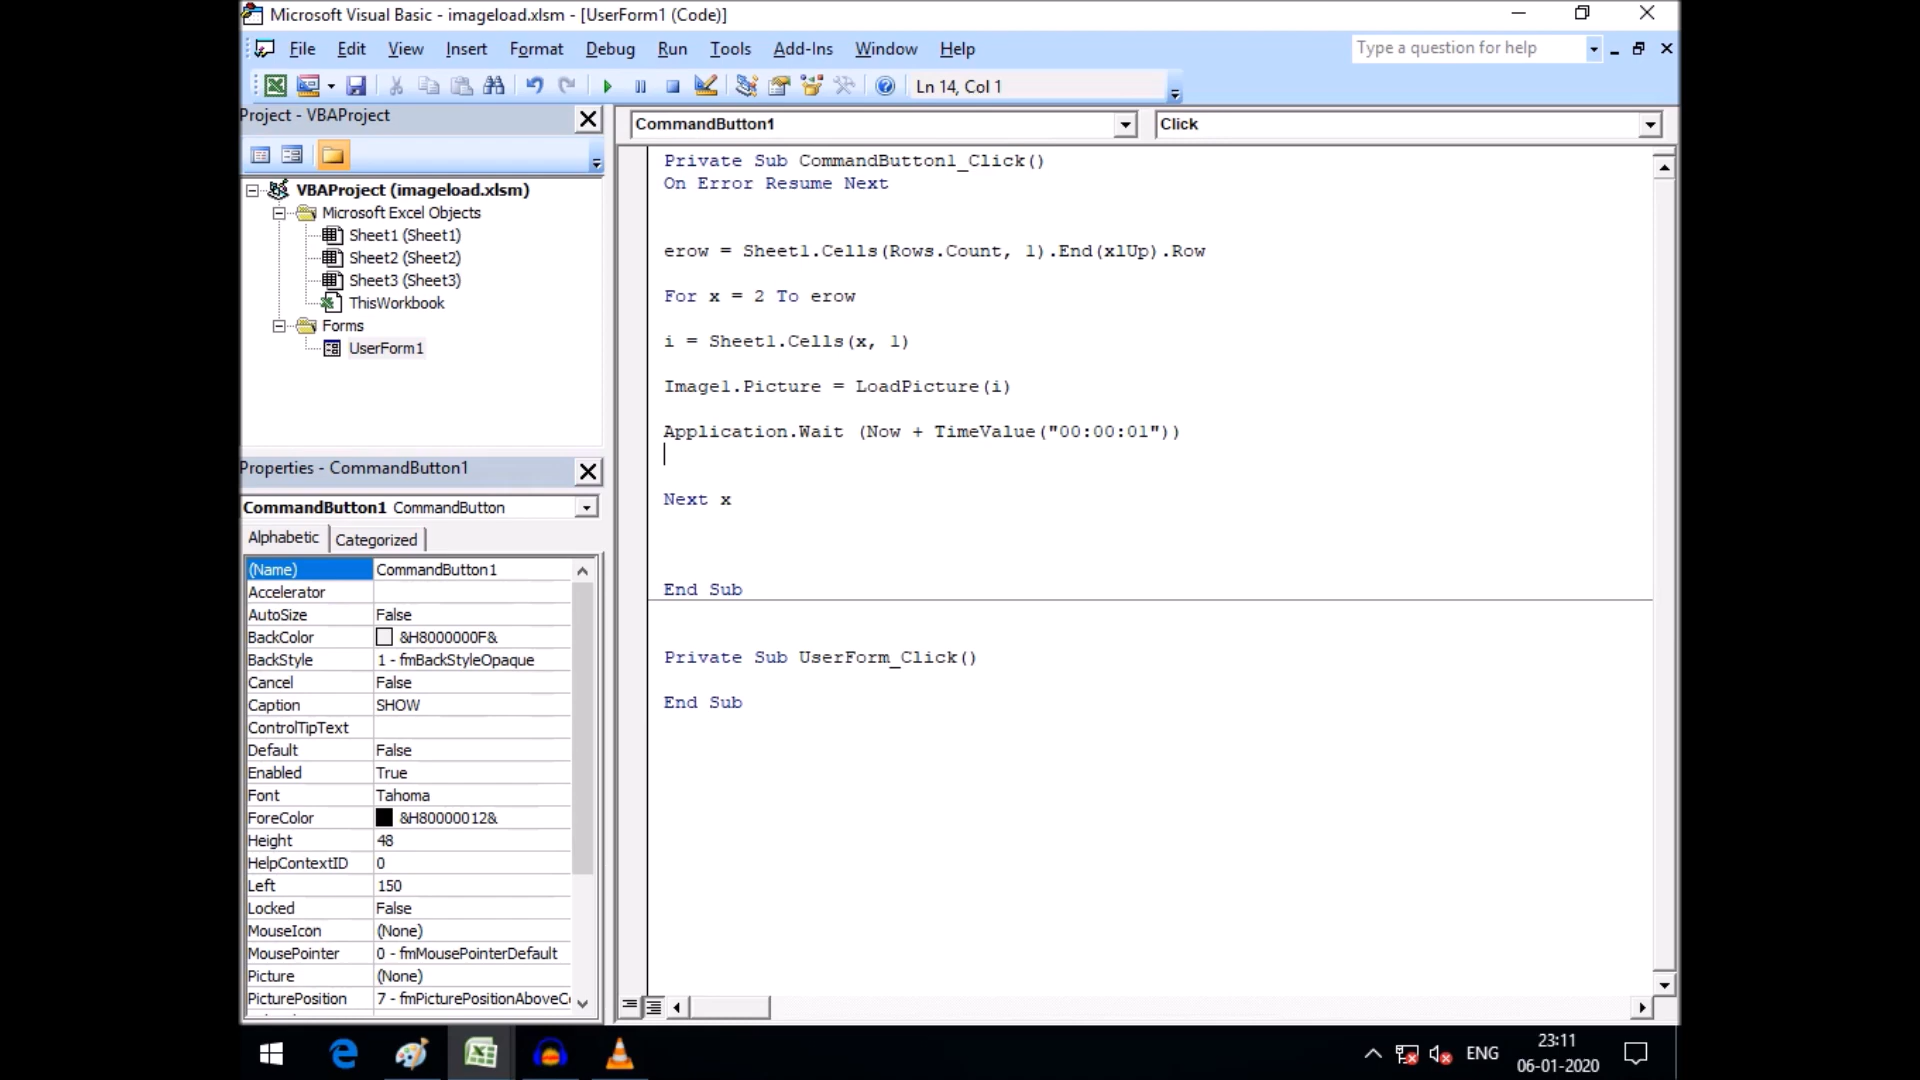 Microsoft Visual Basic - imageload.xlsm - [UserForm1 (Code)]
File Edit View Insert Format Debug Run Tools Add-Ins Window Help
Type a question for help
Ln 14, Col 1
Project - VBAProject
VBAProject (imageload.xlsm)
Microsoft Excel Objects
Sheet1 (Sheet1)
Sheet2 (Sheet2)
Sheet3 (Sheet3)
ThisWorkbook
Forms
UserForm1
Properties - CommandButton1
CommandButton1 CommandButton
Alphabetic Categorized
(Name) CommandButton1
Accelerator
AutoSize False
BackColor &H8000000F&
BackStyle 1 - fmBackStyleOpaque
Cancel False
Caption SHOW
ControlTipText
Default False
Enabled True
Font Tahoma
ForeColor &H80000012&
Height 48
HelpContextID 0
Left 150
Locked False
MouseIcon (None)
MousePointer 0 - fmMousePointerDefault
Picture (None)
PicturePosition 7 - fmPicturePositionAboveC
CommandButton1 Click
Private Sub CommandButton1_Click()
On Error Resume Next
erow = Sheet1.Cells(Rows.Count, 1).End(xlUp).Row
For x = 2 To erow
i = Sheet1.Cells(x, 1)
Image1.Picture = LoadPicture(i)
Application.Wait (Now + TimeValue("00:00:01"))
Next x
End Sub
Private Sub UserForm_Click()
End Sub
ENG
23:11
06-01-2020